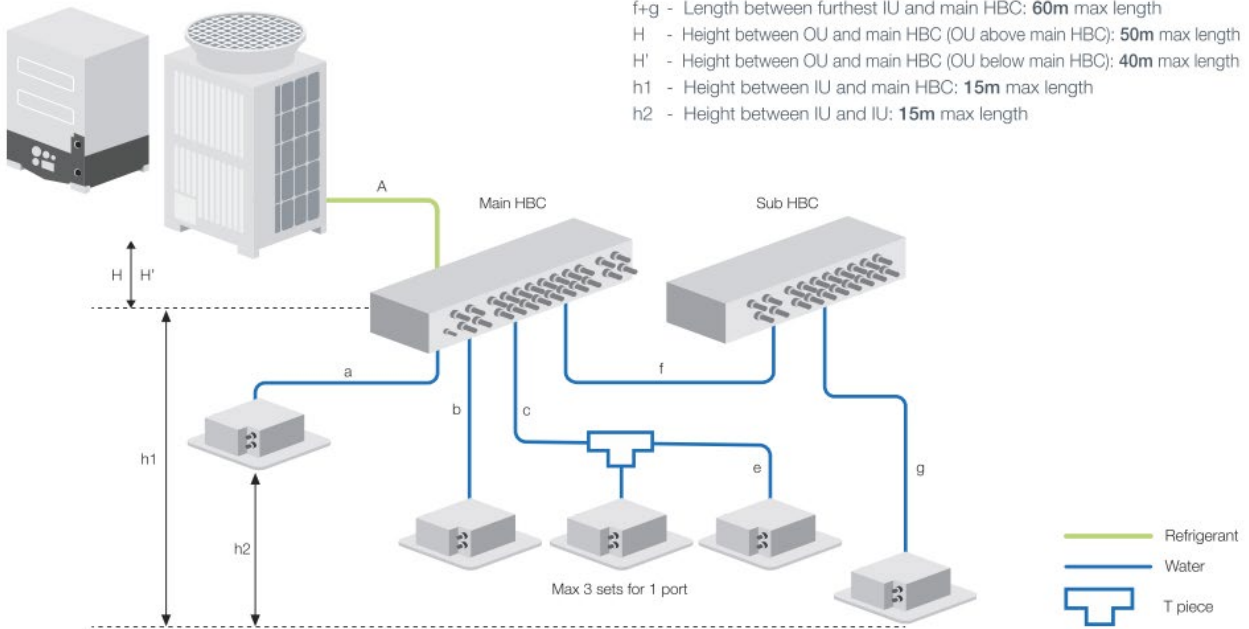 f+g - Length between furthest IU and main HBC: 60m max length
H - Height between OU and main HBC (OU above main HBC): 50m max length
H' - Height between OU and main HBC (OU below main HBC): 40m max length
h1 - Height between IU and main HBC: 15m max length
h2 - Height between IU and IU: 15m max length
A
Main HBC
Sub HBC
H H'
a
f
b
c
h1
e
g
h2
Max 3 sets for 1 port
Refrigerant
Water
T piece